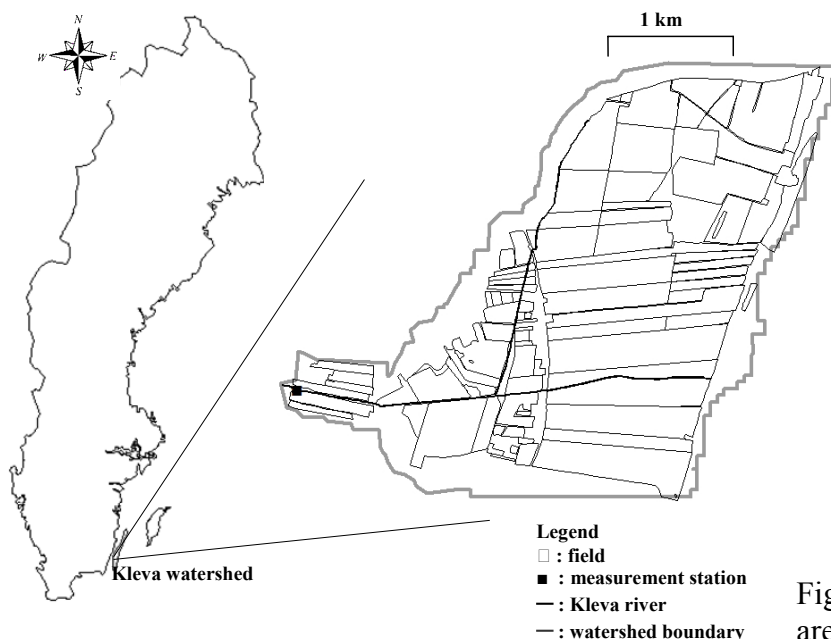 N
W E
S
1 km
Kleva watershed
Legend
: field
: measurement station
: Kleva river
: watershed boundary
Fig
are